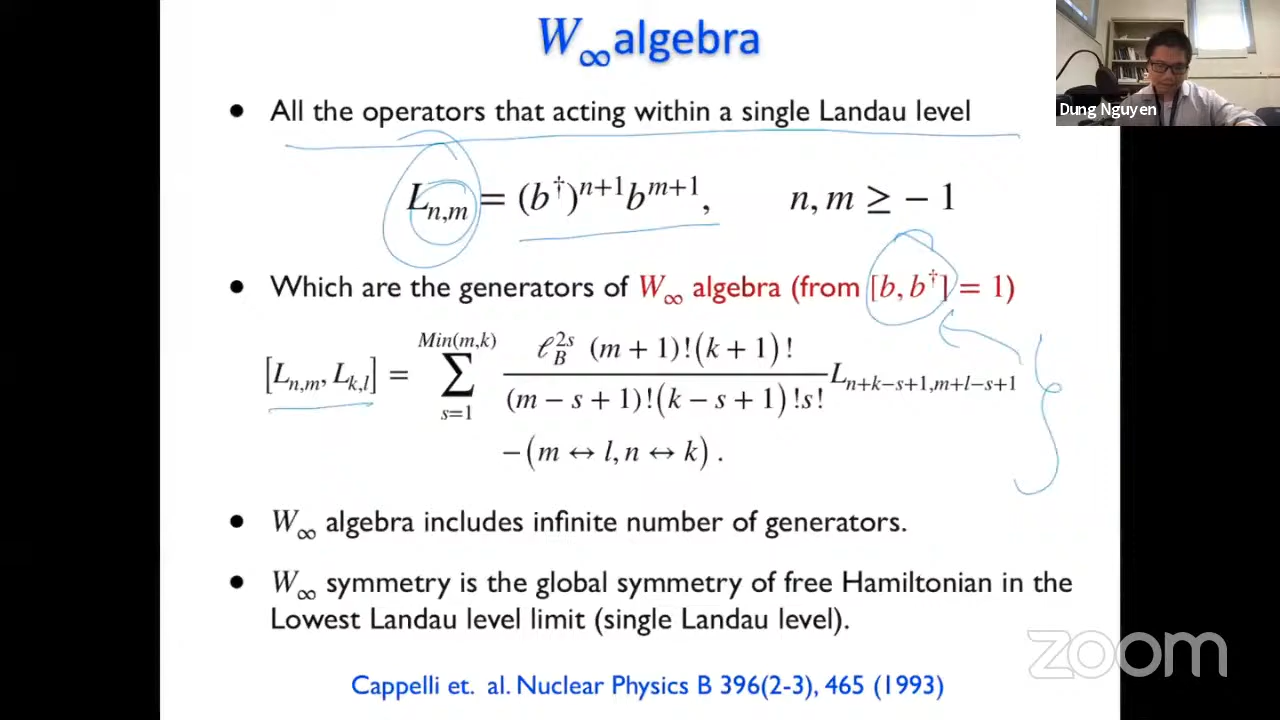 W∞ algebra
Dung Nguyen
• All the operators that acting within a single Landau level
L_{n,m} = (b†)^{n+1} b^{m+1},    n, m ≥ − 1
• Which are the generators of W∞ algebra (from [b, b†] = 1)
[L_{n,m}, L_{k,l}] = \sum_{s=1}^{Min(m,k)} \frac{ℓ_B^{2s} (m + 1)!(k + 1)!}{(m − s + 1)!(k − s + 1)!s!} L_{n+k−s+1,m+l−s+1}
− (m ↔ l, n ↔ k) .
• W∞ algebra includes infinite number of generators.
• W∞ symmetry is the global symmetry of free Hamiltonian in the
Lowest Landau level limit (single Landau level).
zoom
Cappelli et. al. Nuclear Physics B 396(2-3), 465 (1993)